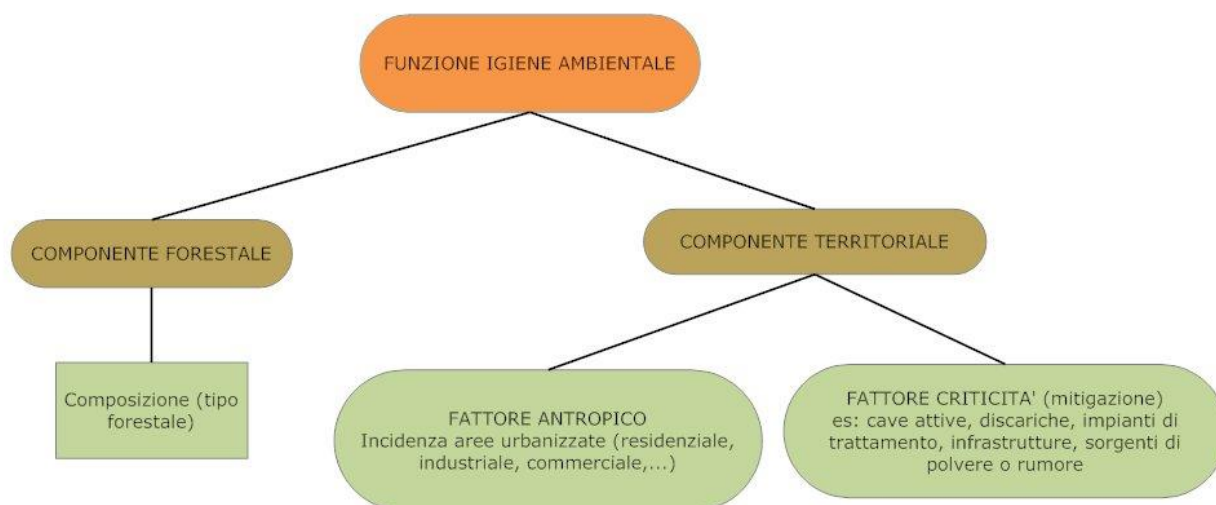 FUNZIONE IGIENE AMBIENTALE
COMPONENTE FORESTALE
COMPONENTE TERRITORIALE
Composizione (tipo
forestale)
FATTORE ANTROPICO
Incidenza aree urbanizzate (residenziale,
industriale, commerciale,...)
FATTORE CRITICITA' (mitigazione)
es: cave attive, discariche, impianti di
trattamento, infrastrutture, sorgenti di
polvere o rumore